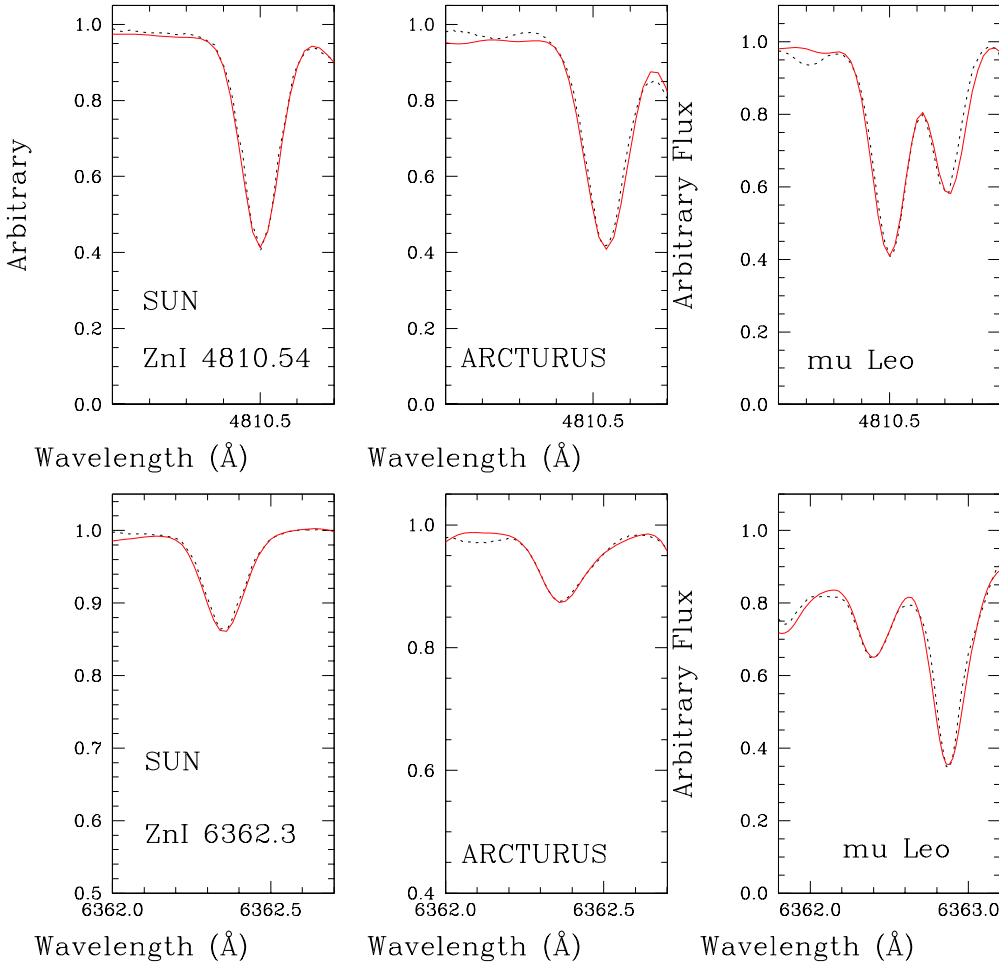 Arbitrary
1.0
0.8
0.6
0.4
0.2
0.0
SUN
ZnI 4810.54
4810.5
Wavelength (Å)
1.0
0.8
0.6
0.4
0.2
0.0
ARCTURUS
4810.5
Wavelength (Å)
Arbitrary Flux
1.0
0.8
0.6
0.4
0.2
0.0
mu Leo
4810.5
1.0
0.9
0.8
0.7
0.6
0.5
SUN
ZnI 6362.3
6362.0
6362.5
Wavelength (Å)
1.0
0.8
0.6
0.4
ARCTURUS
6362.0
6362.5
Wavelength (Å)
Arbitrary Flux
1.0
0.8
0.6
0.4
0.2
0.0
mu Leo
6362.0
6363.0
Wavelength (Å)